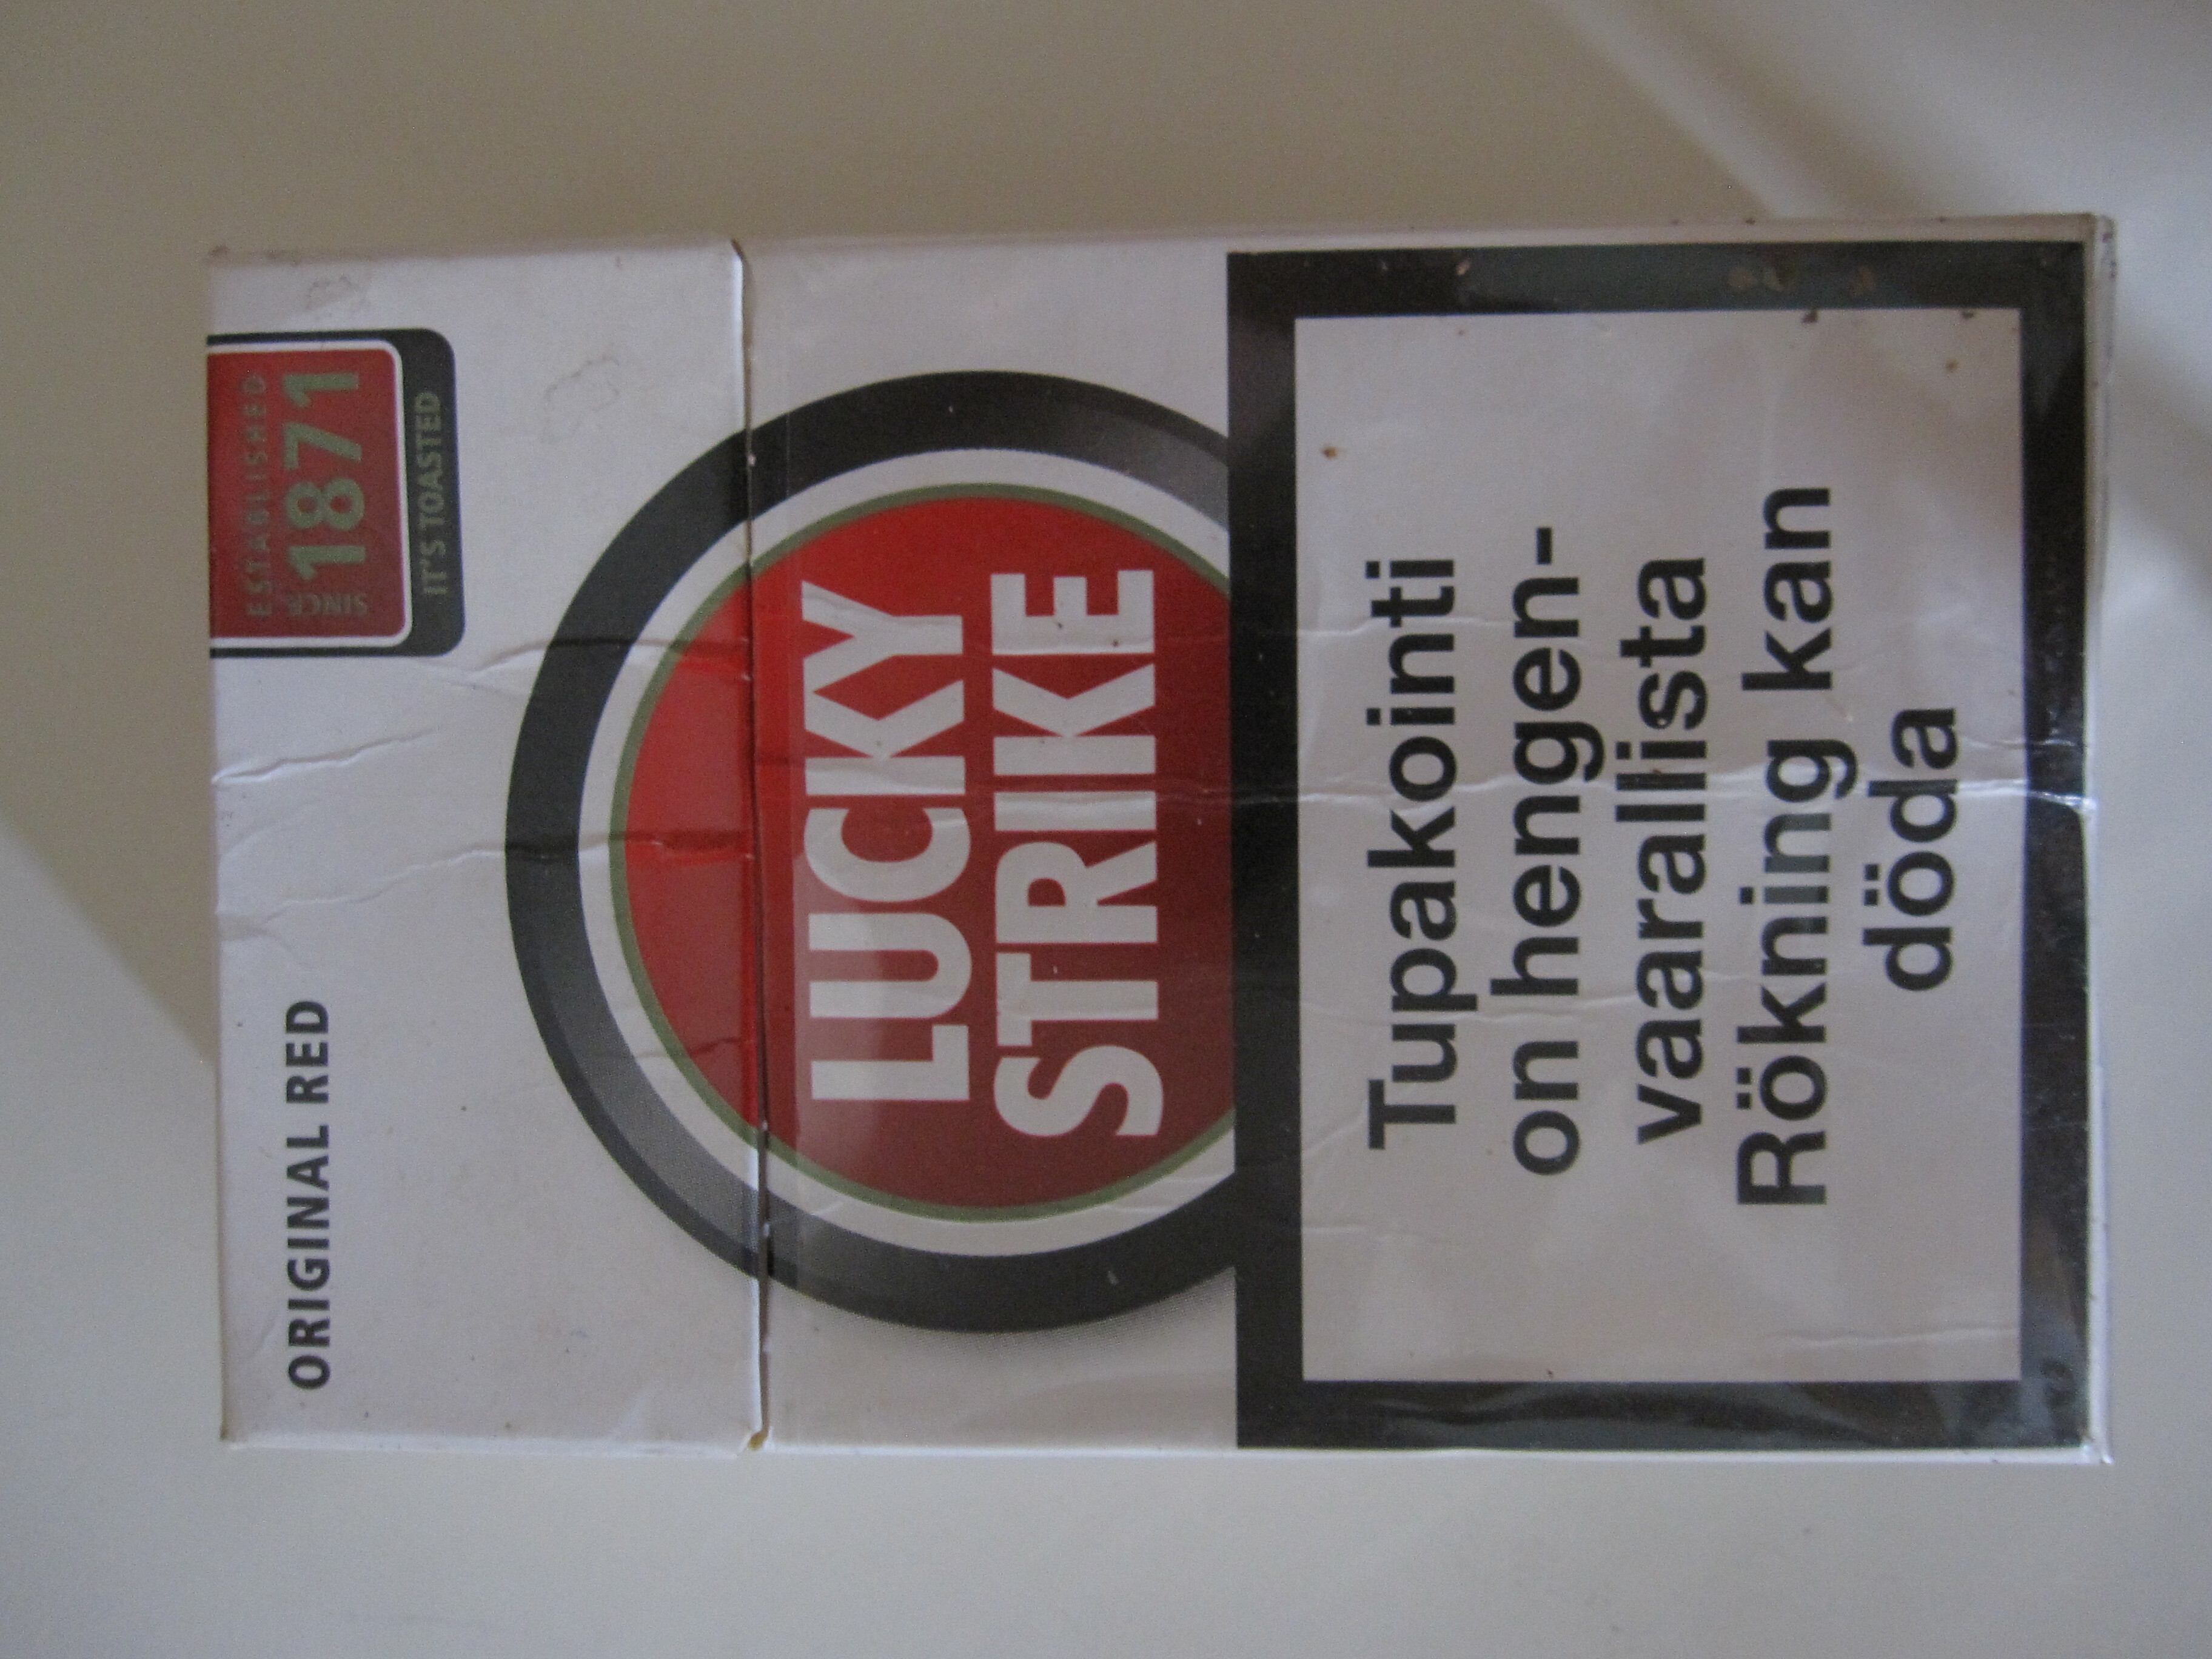 ORIGINAL RED
ESTABLISHED
SINCE 1871
IT'S TOASTED
LUCKY
STRIKE
Tupakointi
on hengen-
vaarallista
Rökning kan
döda